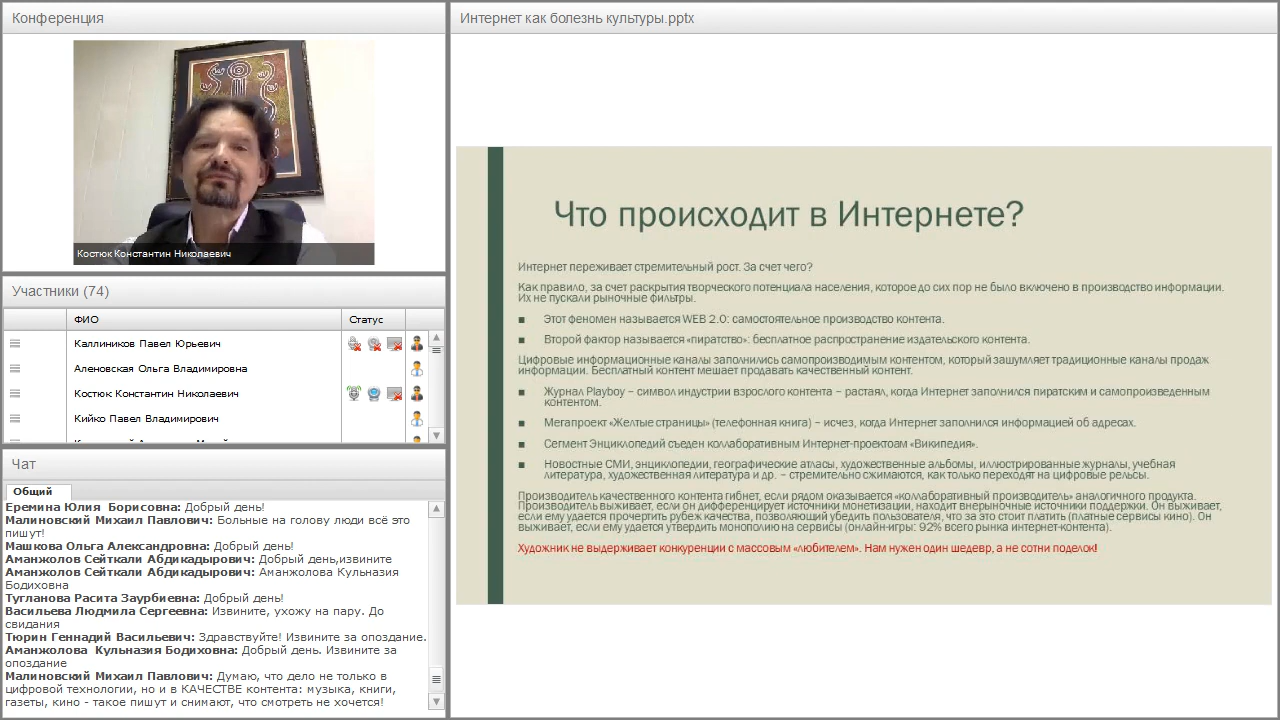 Конференция
Костюк Константин Николаевич
Участники (74)
ФИО
Статус
Каллиников Павел Юрьевич
Аленовская Ольга Владимировна
Костюк Константин Николаевич
Кийко Павел Владимирович
Чат
Общий
Еремина Юлия Борисовна: Добрый день!
Малиновский Михаил Павлович: Больные на голову люди всё это
пишут!
Машкова Ольга Александровна: Добрый день!
Аманжолов Сейткали Абдикадырович: Добрый день,извините
Аманжолов Сейткали Абдикадырович: Аманжолова Кульназия
Бодиховна
Тугланова Расита Заурбиевна: Добрый день!
Васильева Людмила Сергеевна: Извините, ухожу на пару. До
свидания
Тюрин Геннадий Васильевич: Здравствуйте! Извините за опоздание.
Аманжолова Кульназия Бодиховна: Добрый день. Извините за
опоздание
Малиновский Михаил Павлович: Думаю, что дело не только в
цифровой технологии, но и в КАЧЕСТВЕ контента: музыка, книги,
газеты, кино - такое пишут и снимают, что смотреть не хочется!
Интернет как болезнь культуры.pptx
Что происходит в Интернете?
Интернет переживает стремительный рост. За счет чего?
Как правило, за счет раскрытия творческого потенциала населения, которое до сих пор не было включено в производство информации.
Их не пускали рыночные фильтры.
■ Этот феномен называется WEB 2.0: самостоятельное производство контента.
■ Второй фактор называется «пиратство»: бесплатное распространение издательского контента.
Цифровые информационные каналы заполнились самопроизводимым контентом, который зашумляет традиционные каналы продаж
информации. Бесплатный контент мешает продавать качественный контент.
■ Журнал Playboy – символ индустрии взрослого контента – растаял, когда Интернет заполнился пиратским и самопроизведенным
контентом.
■ Мегапроект «Желтые страницы» (телефонная книга) – исчез, когда Интернет заполнился информацией об адресах.
■ Сегмент Энциклопедий съеден коллаборативным Интернет-проектоам «Википедия».
■ Новостные СМИ, энциклопедии, географические атласы, художественные альбомы, иллюстрированные журналы, учебная
литература, художественная литература и др. – стремительно сжимаются, как только переходят на цифровые рельсы.
Производитель качественного контента гибнет, если рядом оказывается «коллаборативный производитель» аналогичного продукта.
Производитель выживает, если он дифференцирует источники монетизации, находит внерыночные источники поддержки. Он выживает,
если ему удается прочертить рубеж качества, позволяющий убедить пользователя, что за это стоит платить (платные сервисы кино). Он
выживает, если ему удается утвердить монополию на сервисы (онлайн-игры: 92% всего рынка интернет-контента).
Художник не выдерживает конкуренции с массовым «любителем». Нам нужен один шедевр, а не сотни поделок!